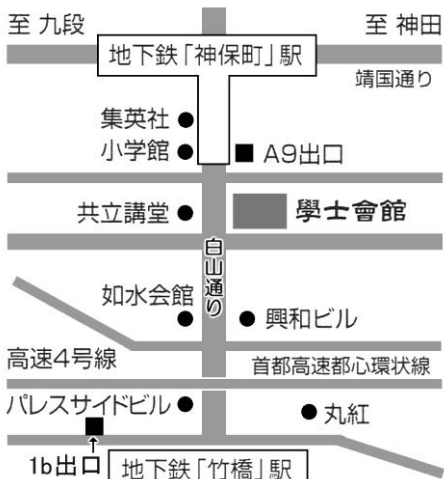 至 九段
至 神田
地下鉄「神保町」駅
靖国通り
集英社
小学館
A9出口
共立講堂
學士會館
白山通り
如水会館
興和ビル
高速4号線
首都高速都心環状線
パレスサイドビル
丸紅
1b出口
地下鉄「竹橋」駅